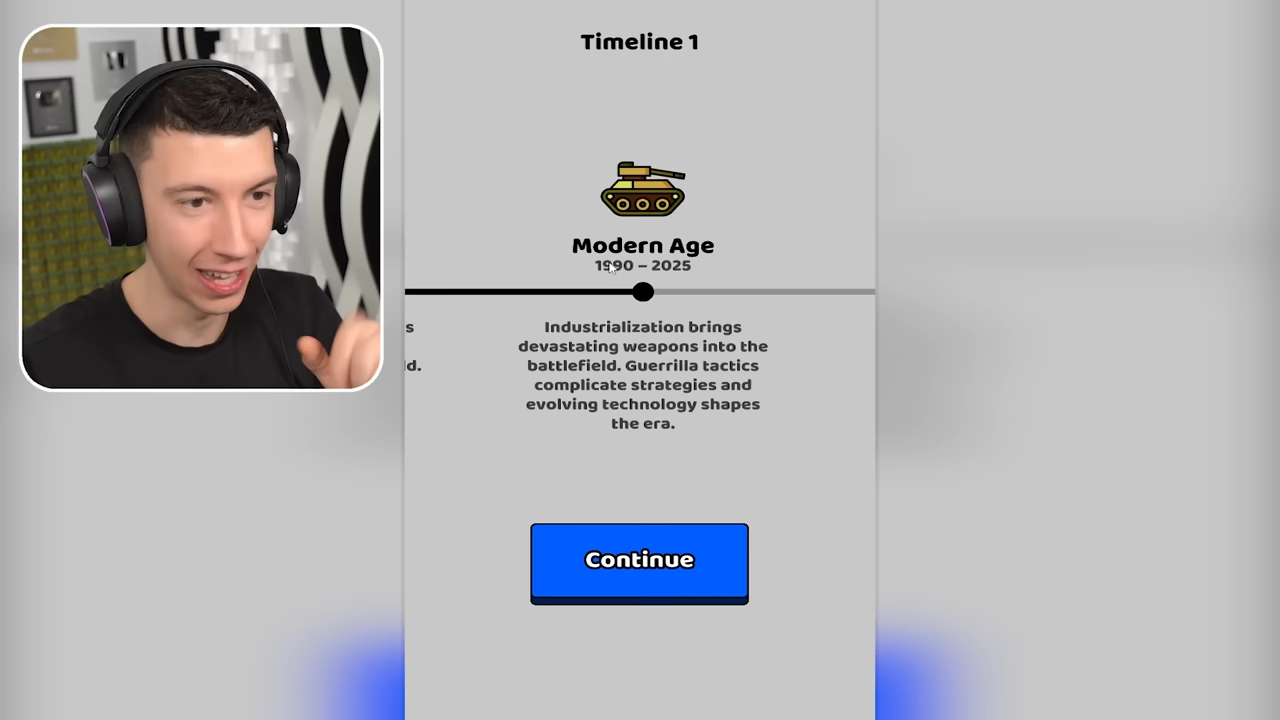 Timeline 1
Modern Age
1990 – 2025
s
ld.
Industrialization brings
devastating weapons into the
battlefield. Guerrilla tactics
complicate strategies and
evolving technology shapes
the era.
Continue